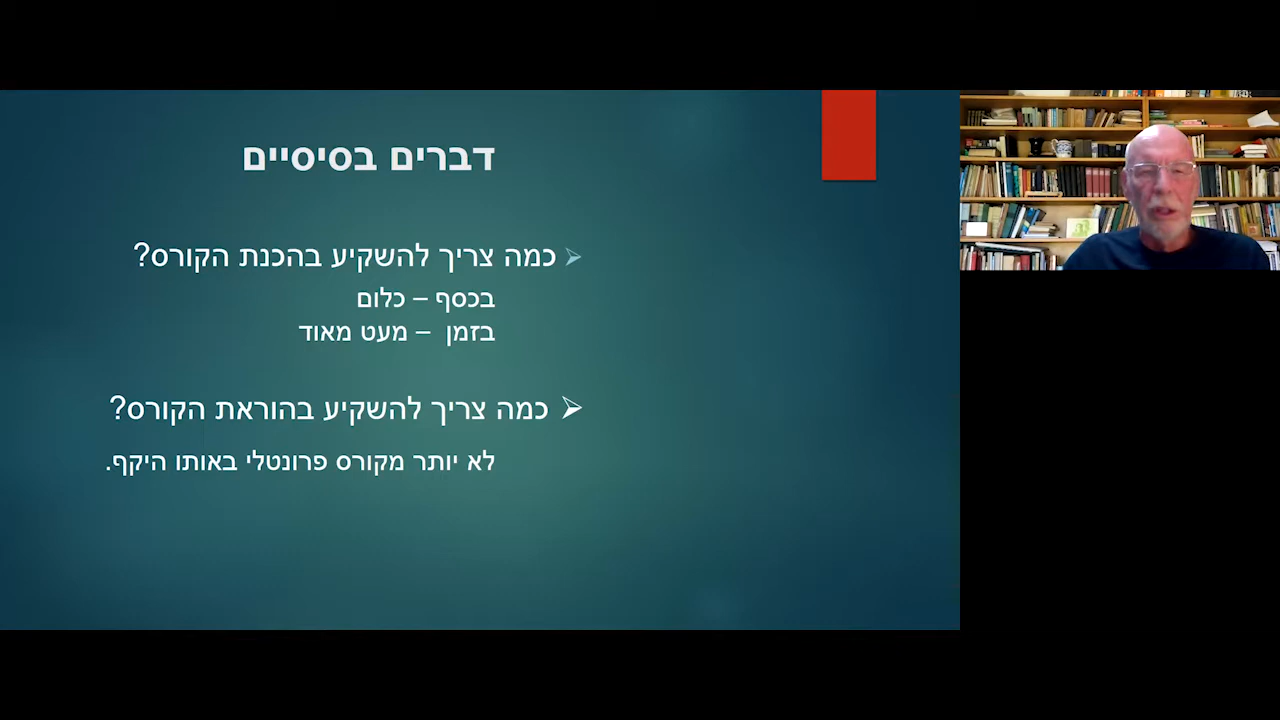 דברים בסיסיים
כמה צריך להשקיע בהכנת הקורס?
בכסף – כלום
בזמן – מעט מאוד
כמה צריך להשקיע בהוראת הקורס?
לא יותר מקורס פרונטלי באותו היקף.